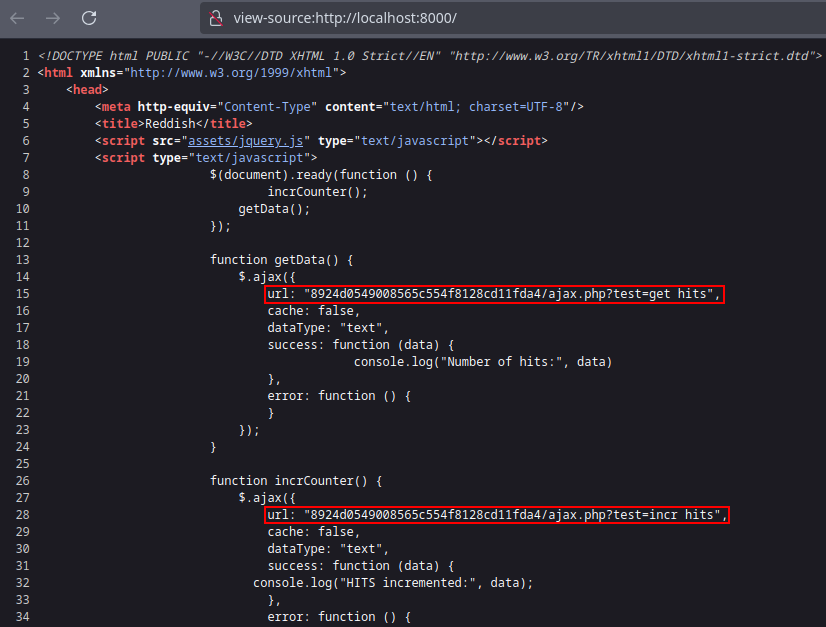 view-source:http://localhost:8000/
1 <!DOCTYPE html PUBLIC "-//W3C//DTD XHTML 1.0 Strict//EN" "http://www.w3.org/TR/xhtml1/DTD/xhtml1-strict.dtd">
2 <html xmlns="http://www.w3.org/1999/xhtml">
3 <head>
4 <meta http-equiv="Content-Type" content="text/html; charset=UTF-8"/>
5 <title>Reddish</title>
6 <script src="assets/jquery.js" type="text/javascript"></script>
7 <script type="text/javascript">
8 $(document).ready(function () {
9 incrCounter();
10 getData();
11 });
12
13 function getData() {
14 $.ajax({
15 url: "8924d0549008565c554f8128cd11fda4/ajax.php?test=get hits",
16 cache: false,
17 dataType: "text",
18 success: function (data) {
19 console.log("Number of hits:", data)
20 },
21 error: function () {
22 }
23 });
24 }
25
26 function incrCounter() {
27 $.ajax({
28 url: "8924d0549008565c554f8128cd11fda4/ajax.php?test=incr hits",
29 cache: false,
30 dataType: "text",
31 success: function (data) {
32 console.log("HITS incremented:", data);
33 },
34 error: function () {